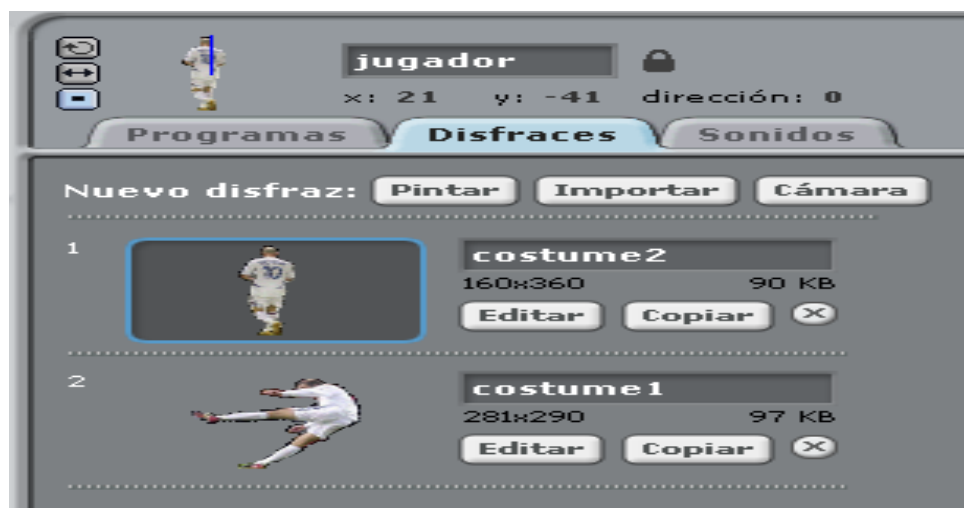 jugador
x: 21 y: -41 dirección: 0
Programas Disfraces Sonidos
Nuevo disfraz: Pintar Importar Cámara
1
costume2
160x360 90 KB
Editar Copiar
2
costume1
281x290 97 KB
Editar Copiar